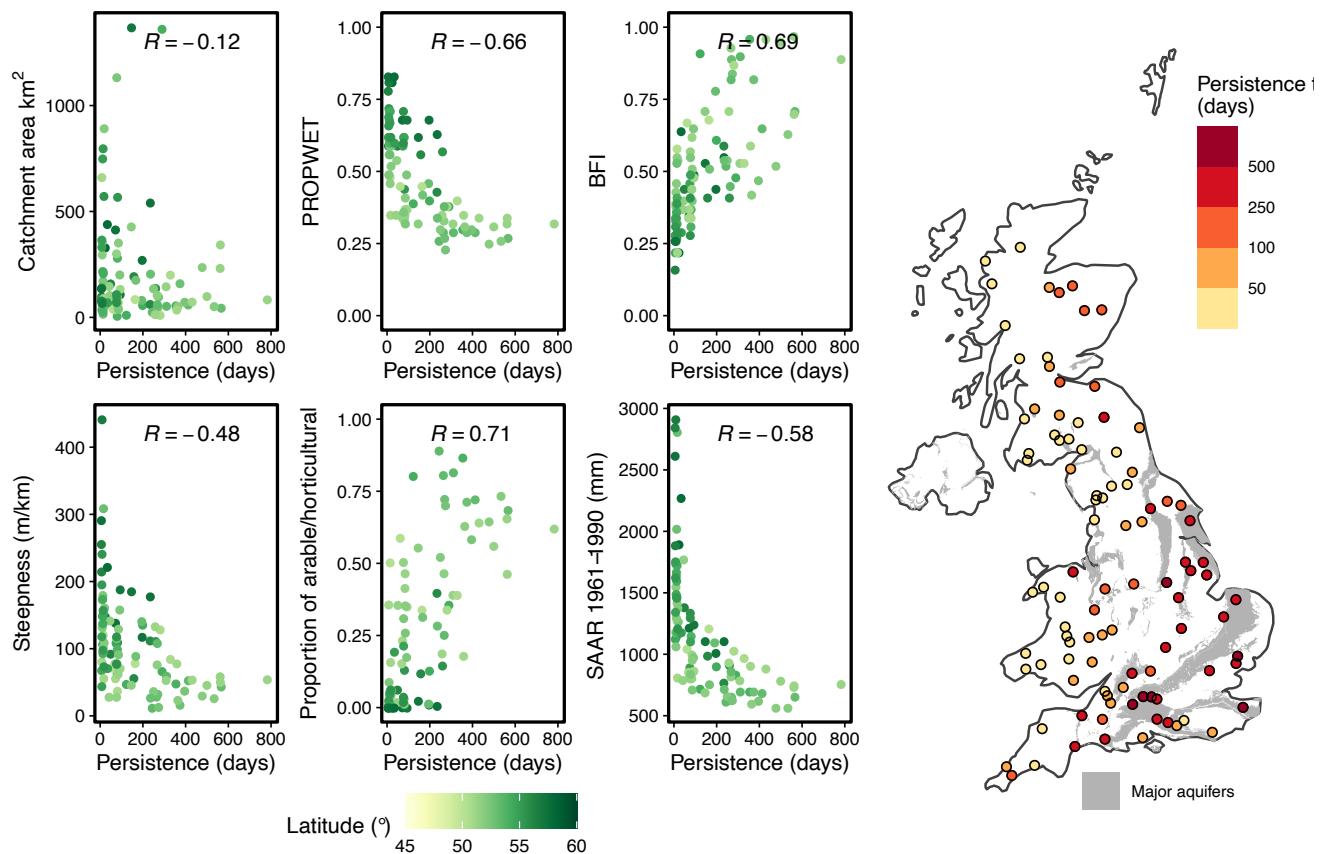 R = −0.12
Catchment area km²
0
500
1000
0 200 400 600 800
Persistence (days)
R = −0.66
PROPWET
0.00
0.25
0.50
0.75
1.00
0 200 400 600 800
Persistence (days)
R = 0.69
BFI
0.00
0.25
0.50
0.75
1.00
0 200 400 600 800
Persistence (days)
R = −0.48
Steepness (m/km)
0
100
200
300
400
0 200 400 600 800
Persistence (days)
R = 0.71
Proportion of arable/horticultural
0.00
0.25
0.50
0.75
1.00
0 200 400 600 800
Persistence (days)
R = −0.58
SAAR 1961−1990 (mm)
500
1000
1500
2000
2500
3000
0 200 400 600 800
Persistence (days)
Latitude (°)
45 50 55 60
Persistence
(days)
500
250
100
50
Major aquifers